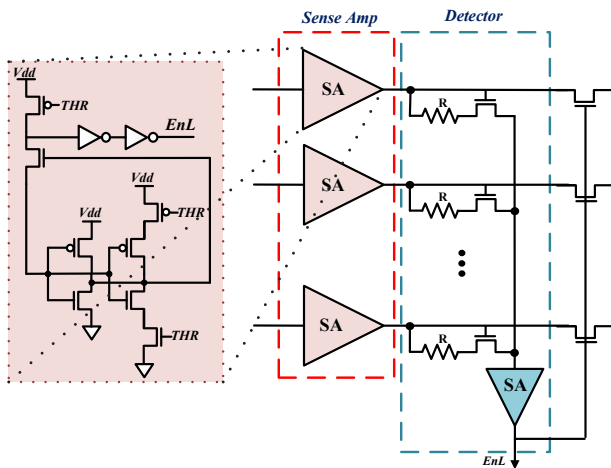 Sense Amp
Detector
Vdd
THR
EnL
Vdd
THR
Vdd
THR
SA
R
SA
R
SA
R
SA
EnL